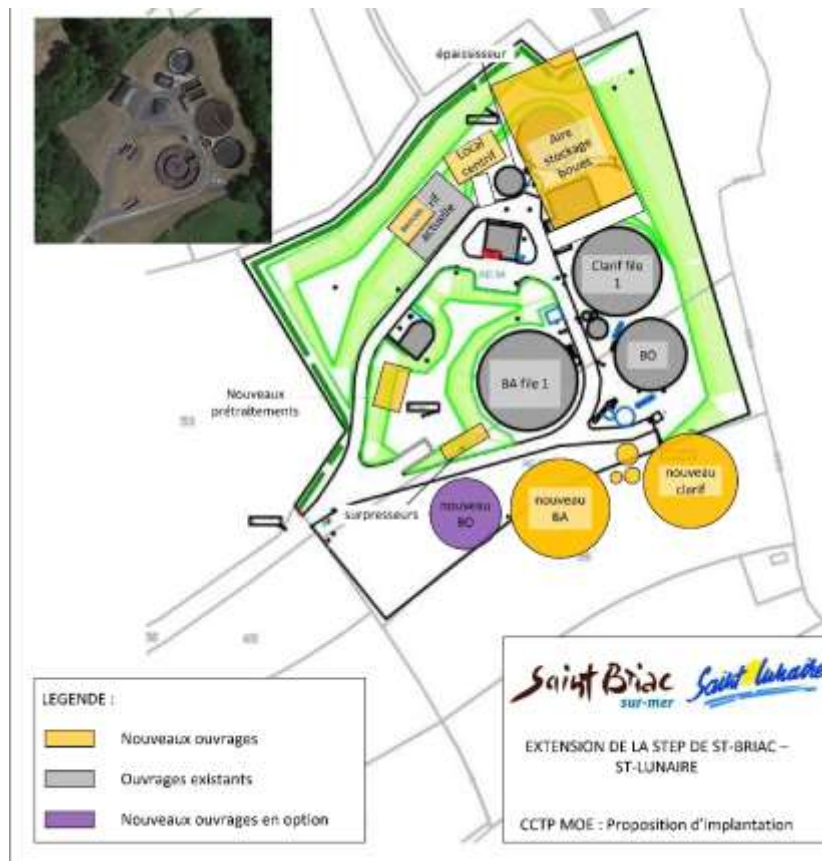 épaississeur
Aire
stockage
boues
Local
centrif
actuelle
Clarif file
1
BO
BA file 1
Nouveaux
prétraitements
surpresseurs
nouveau
BO
nouveau
BA
nouveau
clarif
LEGENDE :
Nouveaux ouvrages
Ouvrages existants
Nouveaux ouvrages en option
Saint Briac
sur-mer
Saint Lunaire
EXTENSION DE LA STEP DE ST-BRIAC –
ST-LUNAIRE
CCTP MOE : Proposition d'implantation